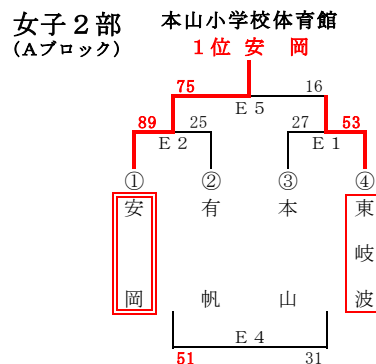 女子２部 本山小学校体育館
(Aブロック) １位 安 岡
75 16
Ｅ５
89 25 27 53
Ｅ２ Ｅ１
① ② ③ ④
安岡 有帆 本山 東岐波
Ｅ４
51 31